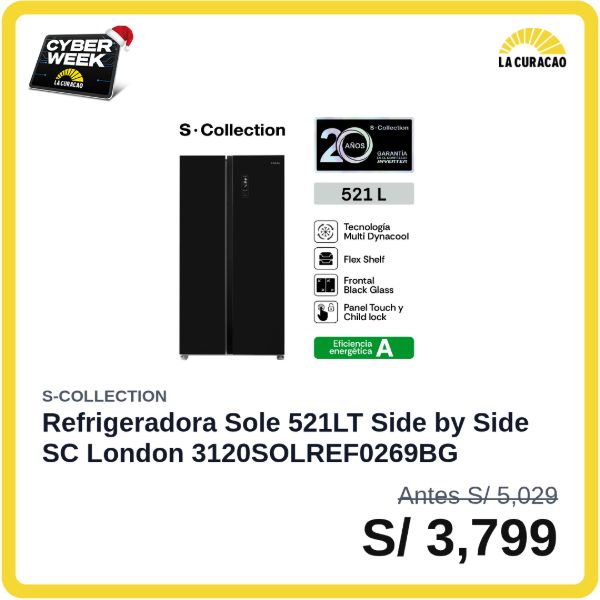 CYBER
WEEK
LA CURACAO
LA CURACAO
S·Collection
S·Collection
20 AÑOS
GARANTÍA
INVERTER
521 L
Tecnología
Multi Dynacool
Flex Shelf
Frontal
Black Glass
Panel Touch y
Child lock
Eficiencia
energética A
S-COLLECTION
Refrigeradora Sole 521LT Side by Side
SC London 3120SOLREF0269BG
Antes S/ 5,029
S/ 3,799